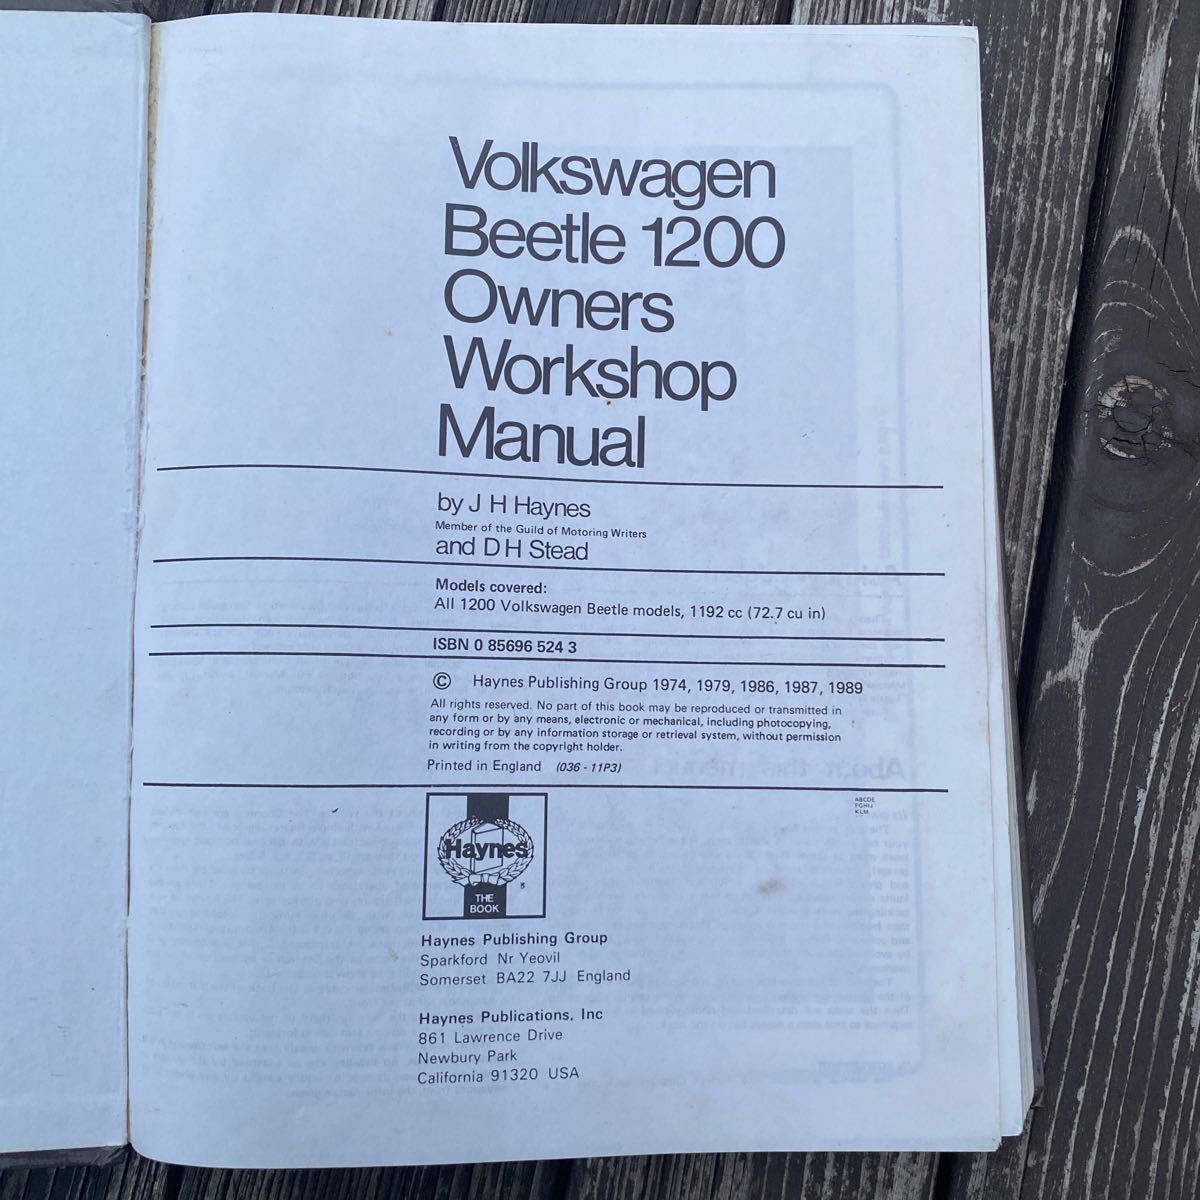 Volkswagen
Beetle 1200
Owners
Workshop
Manual
by J H Haynes
Member of the Guild of Motoring Writers
and D H Stead
Models covered:
All 1200 Volkswagen Beetle models, 1192 cc (72.7 cu in)
ISBN 0 85696 524 3
© Haynes Publishing Group 1974, 1979, 1986, 1987, 1989
All rights reserved. No part of this book may be reproduced or transmitted in
any form or by any means, electronic or mechanical, including photocopying,
recording or by any information storage or retrieval system, without permission
in writing from the copyright holder.
Printed in England (036 - 11P3)
ABCDE
FGHIJ
KLM
Haynes
®
THE
BOOK
Haynes Publishing Group
Sparkford Nr Yeovil
Somerset BA22 7JJ England
Haynes Publications, Inc
861 Lawrence Drive
Newbury Park
California 91320 USA